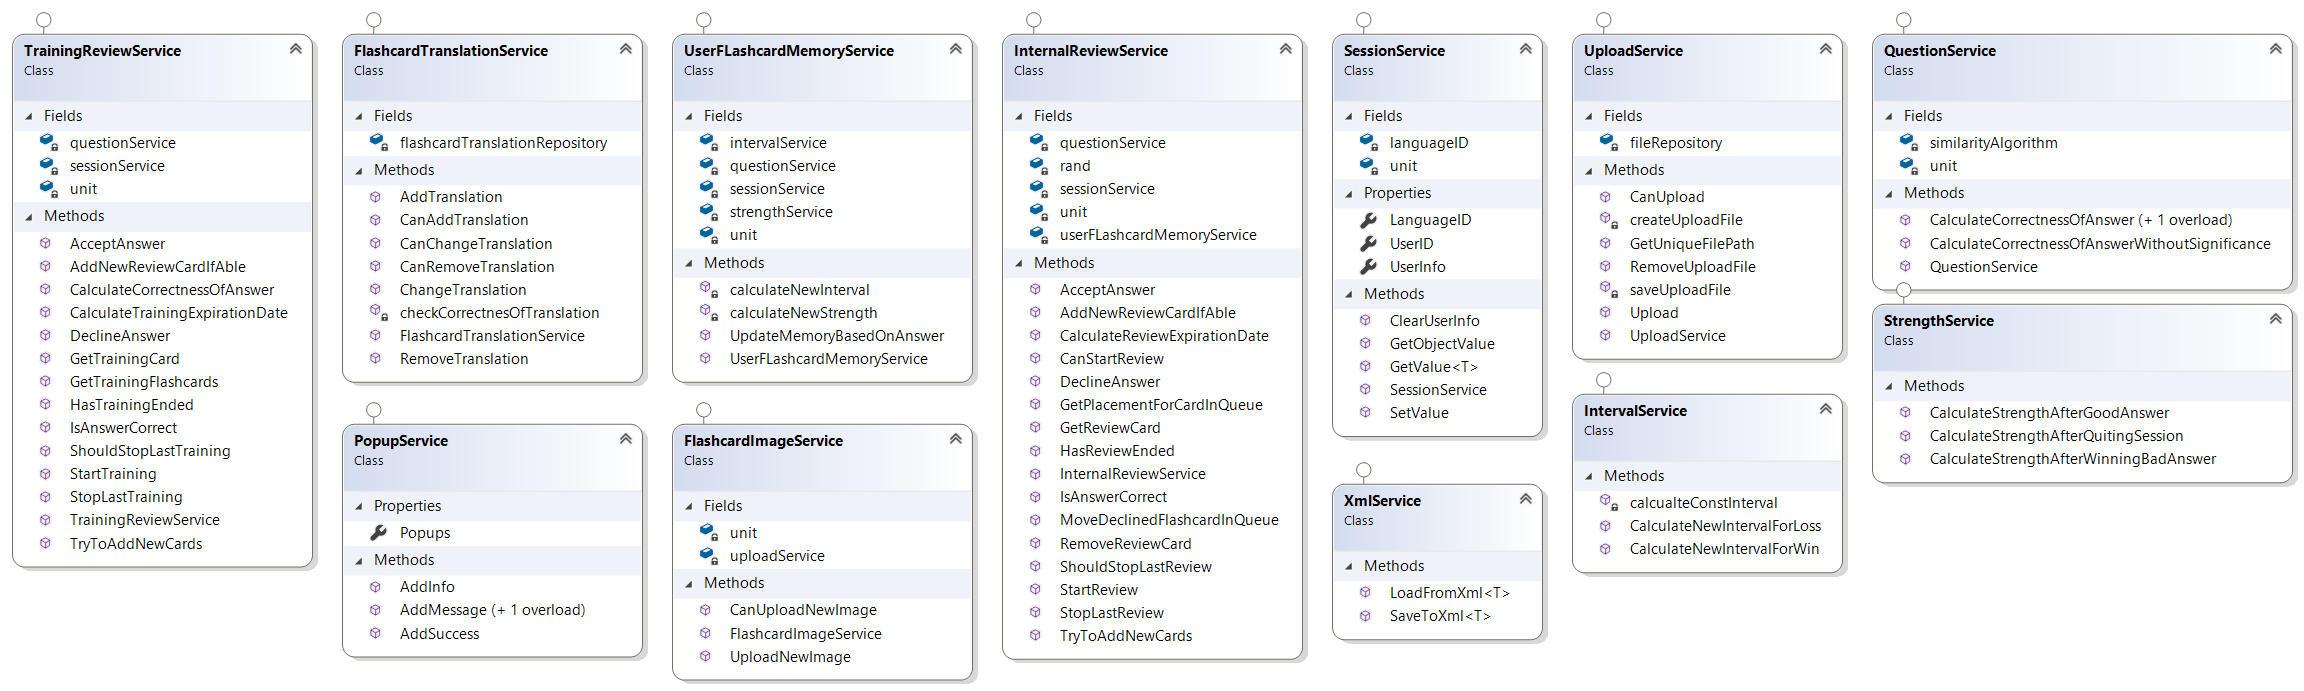 TrainingReviewService
Class
Fields
questionService
sessionService
unit
Methods
AcceptAnswer
AddNewReviewCardIfAble
CalculateCorrectnessOfAnswer
CalculateTrainingExpirationDate
DeclineAnswer
GetTrainingCard
GetTrainingFlashcards
HasTrainingEnded
IsAnswerCorrect
ShouldStopLastTraining
StartTraining
StopLastTraining
TrainingReviewService
TryToAddNewCards
FlashcardTranslationService
Class
Fields
flashcardTranslationRepository
Methods
AddTranslation
CanAddTranslation
CanChangeTranslation
CanRemoveTranslation
ChangeTranslation
checkCorrectnesOfTranslation
FlashcardTranslationService
RemoveTranslation
PopupService
Class
Properties
Popups
Methods
AddInfo
AddMessage (+ 1 overload)
AddSuccess
UserFLashcardMemoryService
Class
Fields
intervalService
questionService
sessionService
strengthService
unit
Methods
calculateNewInterval
calculateNewStrength
UpdateMemoryBasedOnAnswer
UserFLashcardMemoryService
FlashcardImageService
Class
Fields
unit
uploadService
Methods
CanUploadNewImage
FlashcardImageService
UploadNewImage
InternalReviewService
Class
Fields
questionService
rand
sessionService
unit
userFLashcardMemoryService
Methods
AcceptAnswer
AddNewReviewCardIfAble
CalculateReviewExpirationDate
CanStartReview
DeclineAnswer
GetPlacementForCardInQueue
GetReviewCard
HasReviewEnded
InternalReviewService
IsAnswerCorrect
MoveDeclinedFlashcardInQueue
RemoveReviewCard
ShouldStopLastReview
StartReview
StopLastReview
TryToAddNewCards
SessionService
Class
Fields
languageID
unit
Properties
LanguageID
UserID
UserInfo
Methods
ClearUserInfo
GetObjectValue
GetValue<T>
SessionService
SetValue
XmlService
Class
Methods
LoadFromXml<T>
SaveToXml<T>
UploadService
Class
Fields
fileRepository
Methods
CanUpload
createUploadFile
GetUniqueFilePath
RemoveUploadFile
saveUploadFile
Upload
UploadService
IntervalService
Class
Methods
calcualteConstInterval
CalculateNewIntervalForLoss
CalculateNewIntervalForWin
QuestionService
Class
Fields
similarityAlgorithm
unit
Methods
CalculateCorrectnessOfAnswer (+ 1 overload)
CalculateCorrectnessOfAnswerWithoutSignificance
QuestionService
StrengthService
Class
Methods
CalculateStrengthAfterGoodAnswer
CalculateStrengthAfterQuitingSession
CalculateStrengthAfterWinningBadAnswer